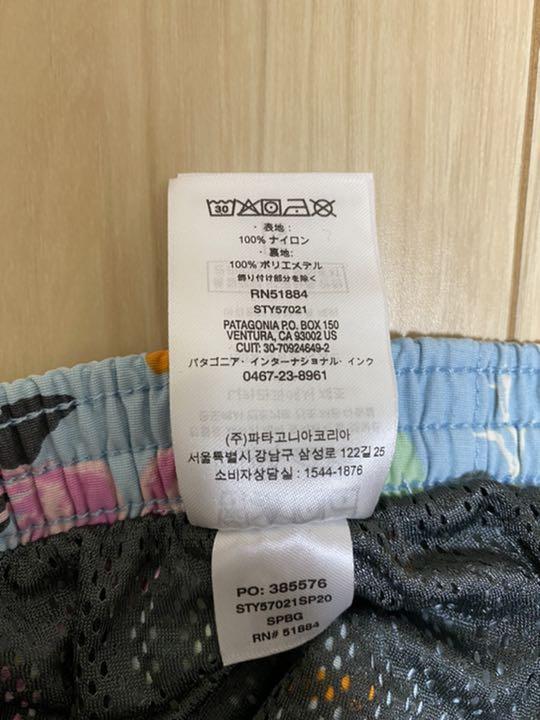 30
・表地:
100% ナイロン
・裏地:
100% ポリエステル
飾り付け部分を除く
RN51884
STY57021
PATAGONIA P.O. BOX 150
VENTURA, CA 93002 US
CUIT: 30-70924649-2
パタゴニア・インターナショナル・インク
0467-23-8961
(주)파타고니아코리아
서울특별시 강남구 삼성로 122길 25
소비자상담실 : 1544-1876
PO: 385576
STY57021SP20
SPBG
RN# 51884